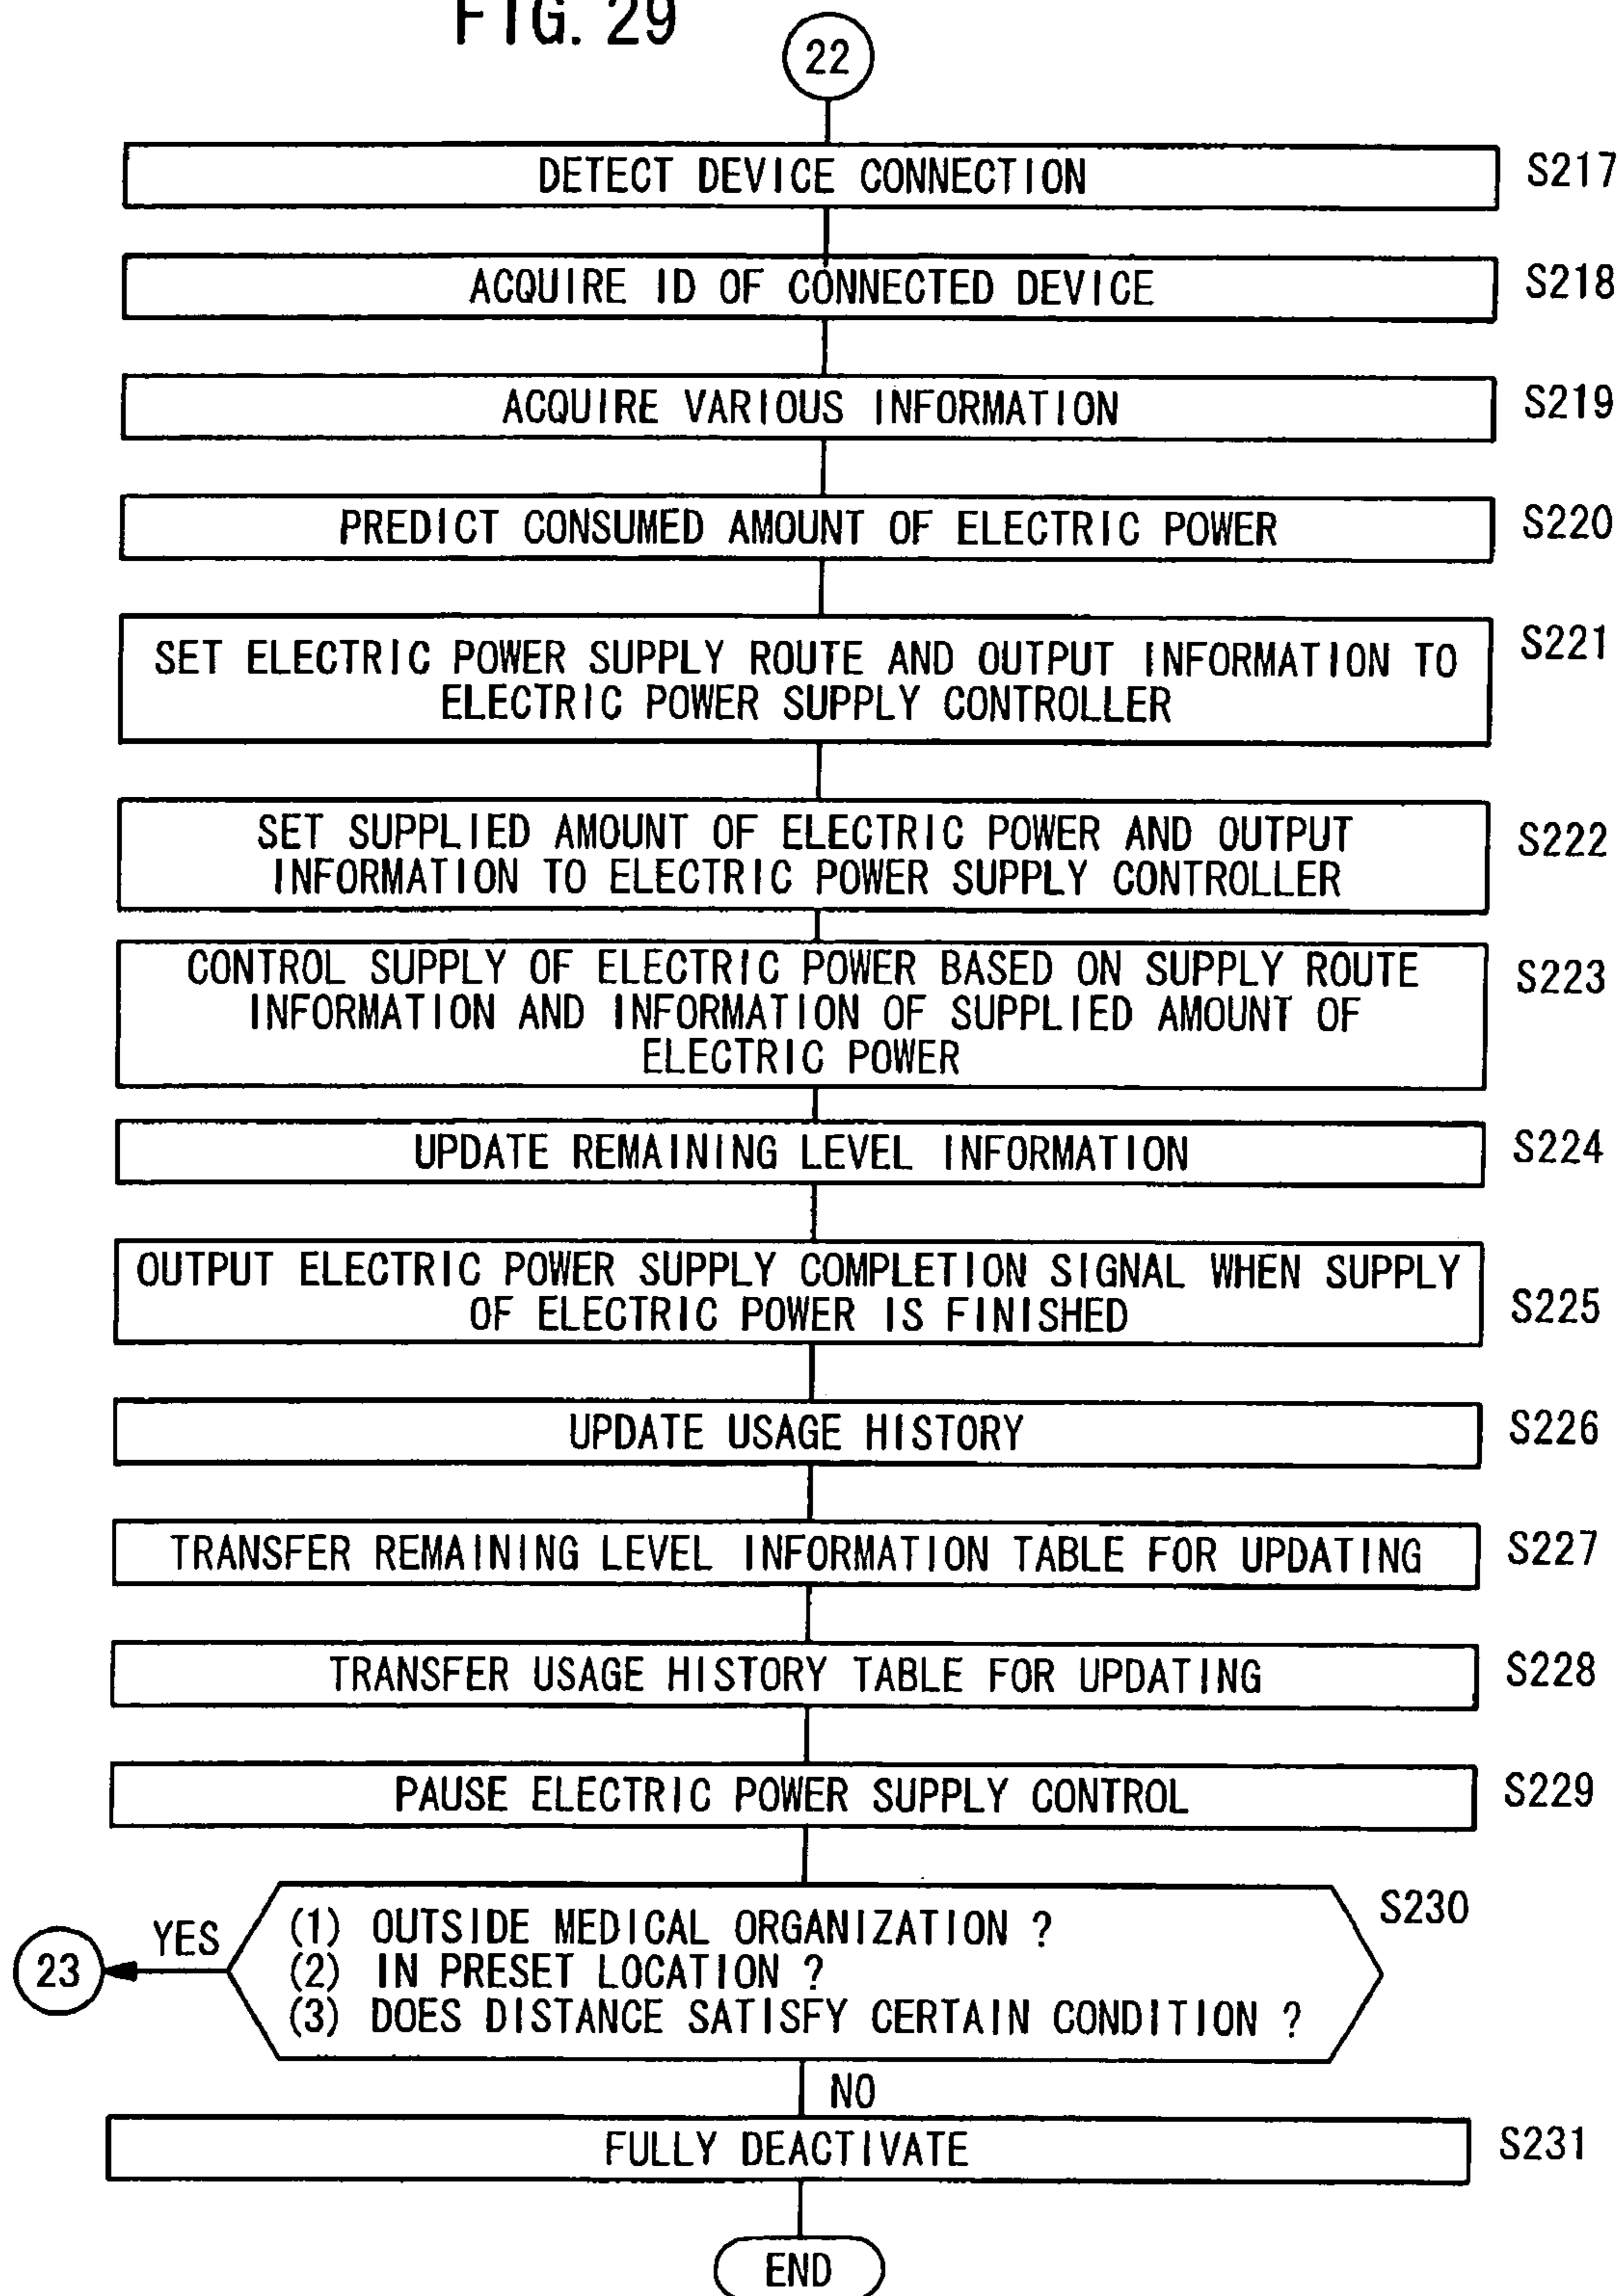 FIG. 29
22
DETECT DEVICE CONNECTION
S217
ACQUIRE ID OF CONNECTED DEVICE
S218
ACQUIRE VARIOUS INFORMATION
S219
PREDICT CONSUMED AMOUNT OF ELECTRIC POWER
S220
SET ELECTRIC POWER SUPPLY ROUTE AND OUTPUT INFORMATION TO
ELECTRIC POWER SUPPLY CONTROLLER
S221
SET SUPPLIED AMOUNT OF ELECTRIC POWER AND OUTPUT
INFORMATION TO ELECTRIC POWER SUPPLY CONTROLLER
S222
CONTROL SUPPLY OF ELECTRIC POWER BASED ON SUPPLY ROUTE
INFORMATION AND INFORMATION OF SUPPLIED AMOUNT OF
ELECTRIC POWER
S223
UPDATE REMAINING LEVEL INFORMATION
S224
OUTPUT ELECTRIC POWER SUPPLY COMPLETION SIGNAL WHEN SUPPLY
OF ELECTRIC POWER IS FINISHED
S225
UPDATE USAGE HISTORY
S226
TRANSFER REMAINING LEVEL INFORMATION TABLE FOR UPDATING
S227
TRANSFER USAGE HISTORY TABLE FOR UPDATING
S228
PAUSE ELECTRIC POWER SUPPLY CONTROL
S229
(1) OUTSIDE MEDICAL ORGANIZATION ?
(2) IN PRESET LOCATION ?
(3) DOES DISTANCE SATISFY CERTAIN CONDITION ?
S230
YES
23
NO
FULLY DEACTIVATE
S231
END